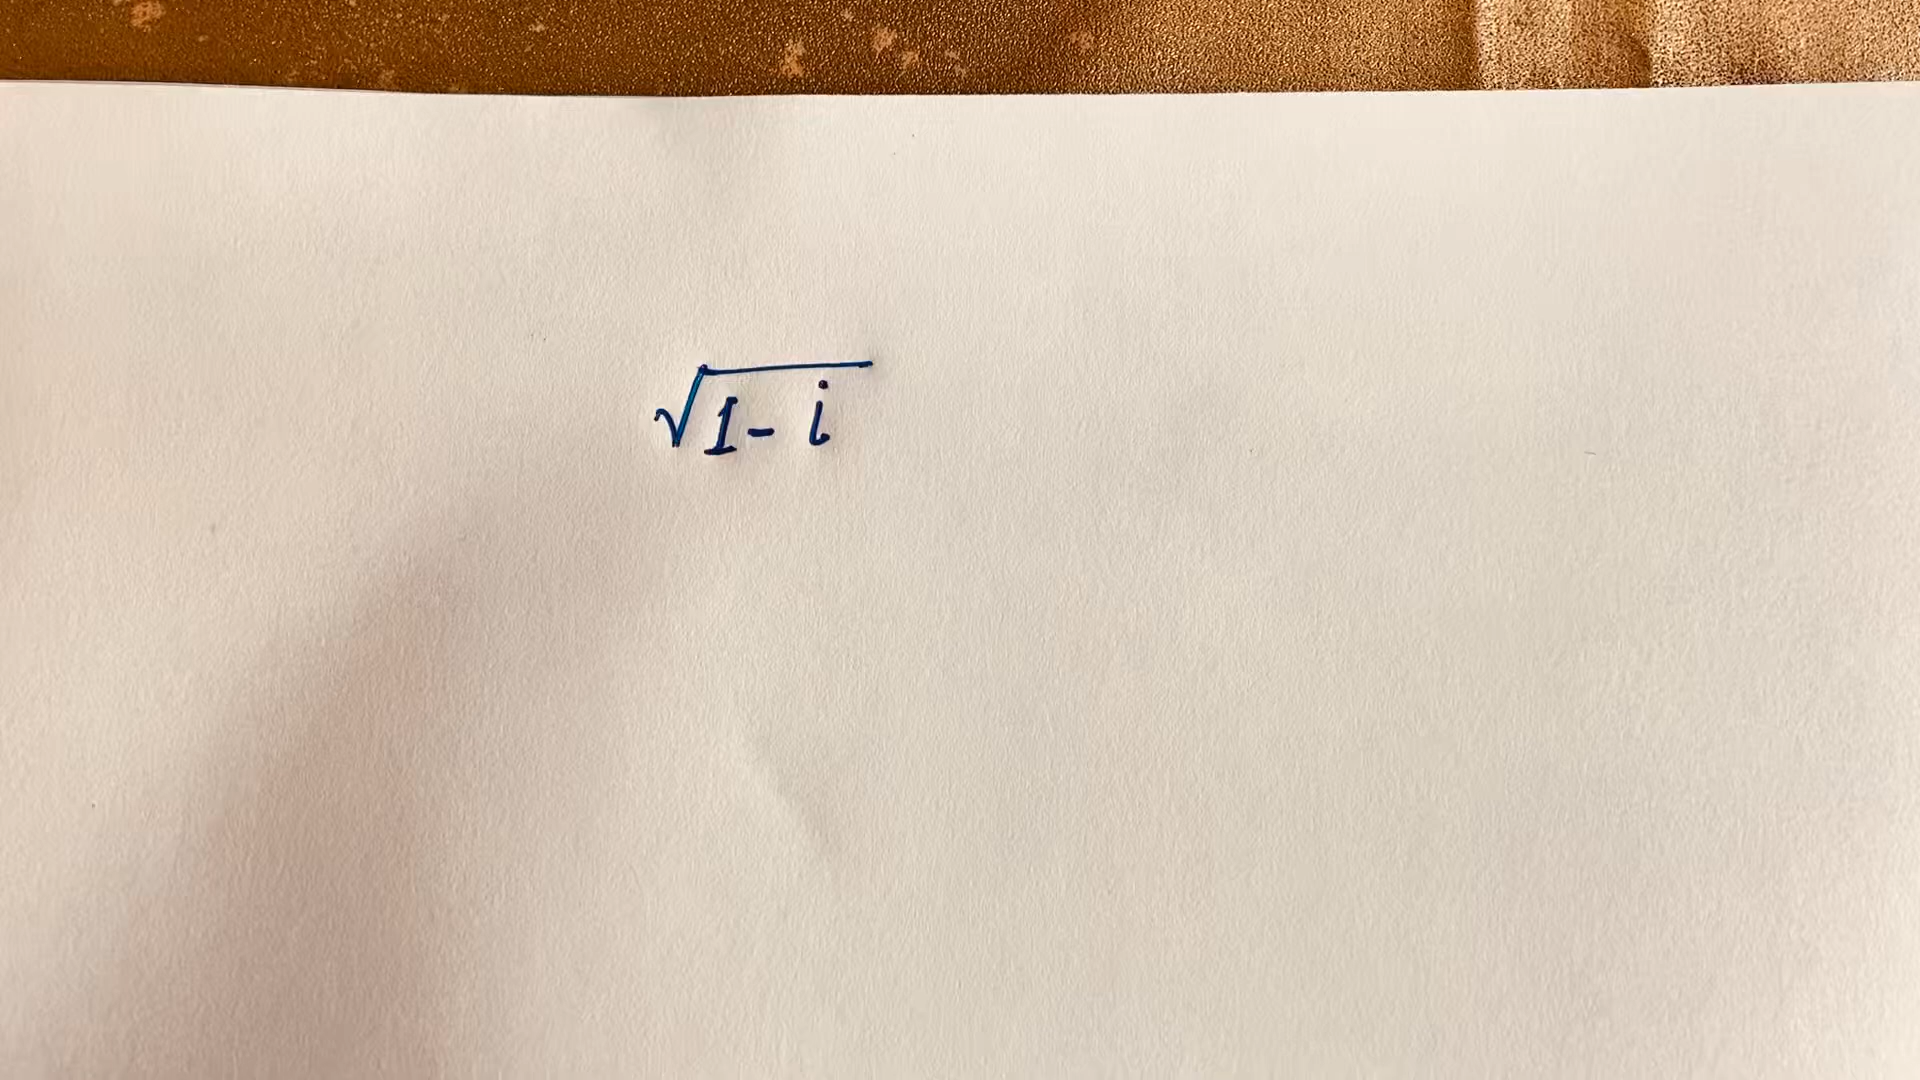 √(1 - i)